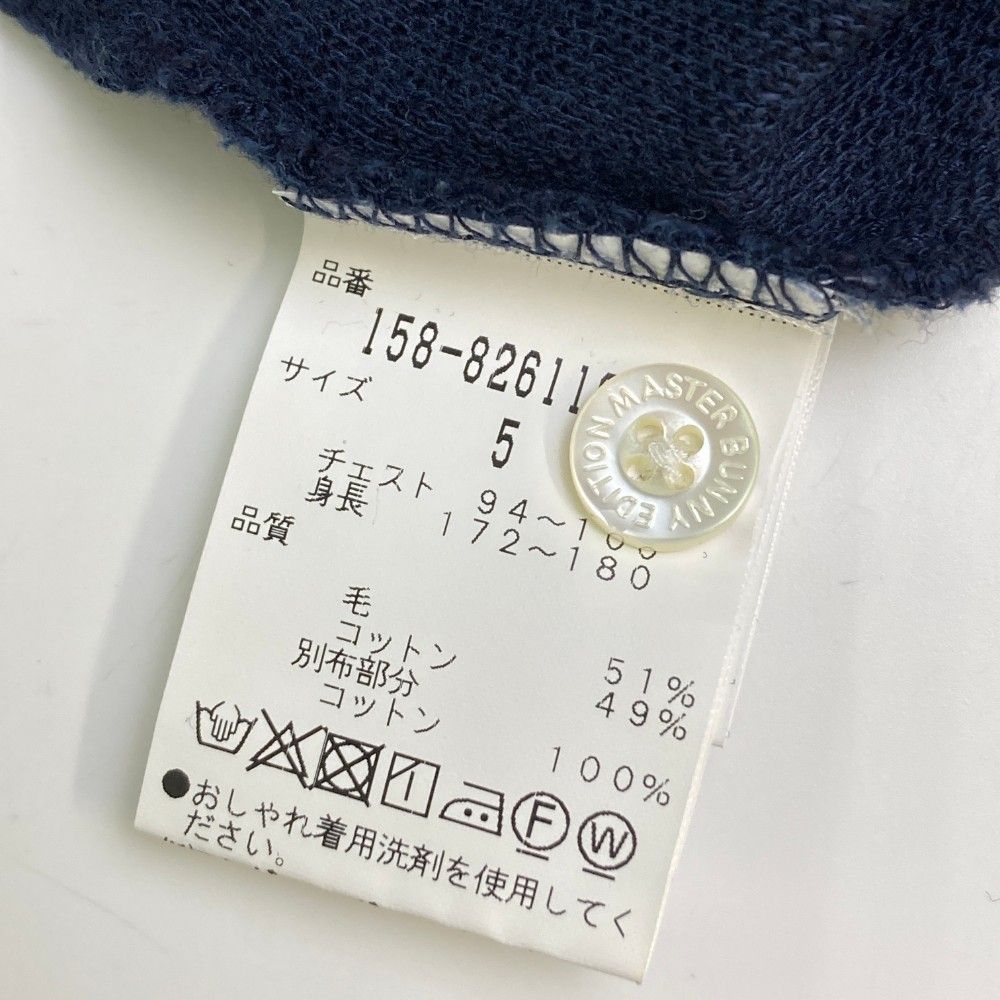 品番
158-826110
サイズ
5
チェスト 94～100
身長 172～180
品質
毛 51%
コットン 49%
別布部分
コットン 100%
F W
●おしゃれ着用洗剤を使用してく
ださい。
MASTER BUNNY EDITION